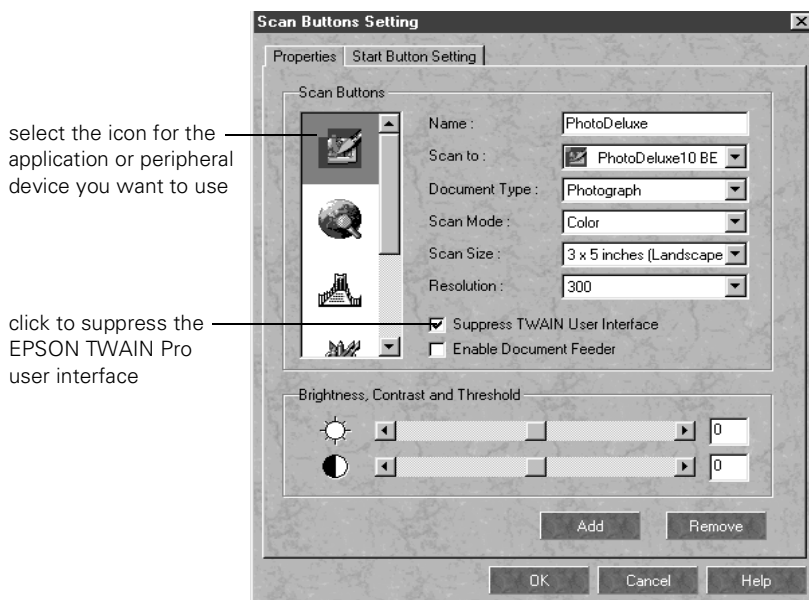 Scan Buttons Setting
Properties Start Button Setting
Scan Buttons
select the icon for the
application or peripheral
device you want to use
Name : PhotoDeluxe
Scan to : PhotoDeluxe10 BE
Document Type : Photograph
Scan Mode : Color
Scan Size : 3 x 5 inches (Landscape
Resolution : 300
click to suppress the
EPSON TWAIN Pro
user interface
Suppress TWAIN User Interface
Enable Document Feeder
Brightness, Contrast and Threshold
0
0
Add Remove
OK Cancel Help